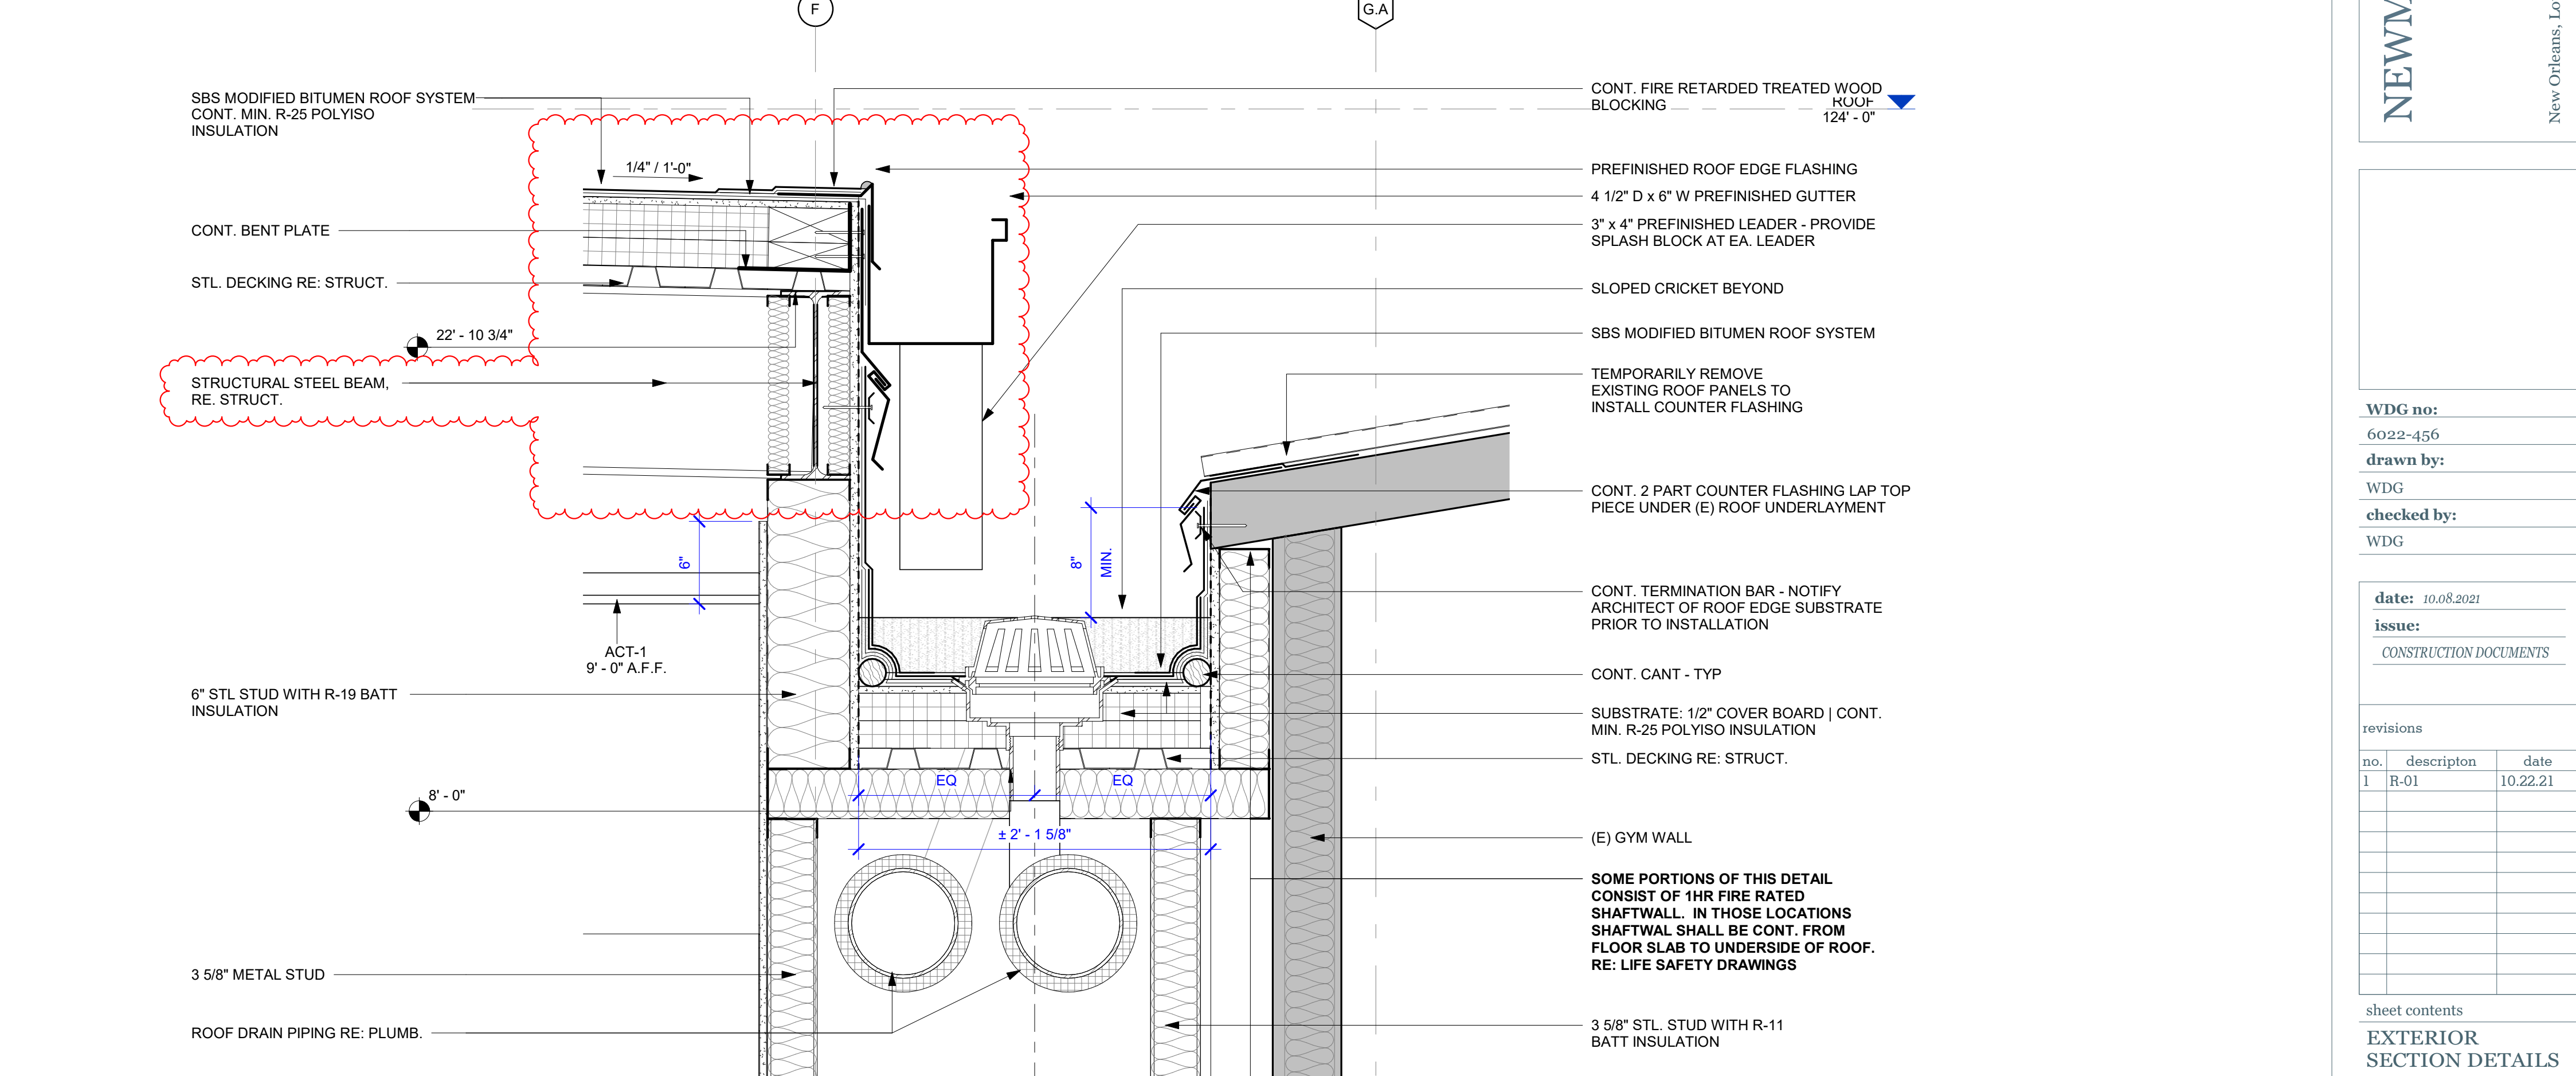 F
G.A
SBS MODIFIED BITUMEN ROOF SYSTEM
CONT. MIN. R-25 POLYISO
INSULATION
1/4" / 1'-0"
CONT. BENT PLATE
STL. DECKING RE: STRUCT.
22' - 10 3/4"
STRUCTURAL STEEL BEAM,
RE. STRUCT.
6"
ACT-1
9' - 0" A.F.F.
6" STL STUD WITH R-19 BATT
INSULATION
8' - 0"
3 5/8" METAL STUD
ROOF DRAIN PIPING RE: PLUMB.
8"
MIN.
EQ
EQ
± 2' - 1 5/8"
CONT. FIRE RETARDED TREATED WOOD
BLOCKING
ROOF
124' - 0"
PREFINISHED ROOF EDGE FLASHING
4 1/2" D x 6" W PREFINISHED GUTTER
3" x 4" PREFINISHED LEADER - PROVIDE
SPLASH BLOCK AT EA. LEADER
SLOPED CRICKET BEYOND
SBS MODIFIED BITUMEN ROOF SYSTEM
TEMPORARILY REMOVE
EXISTING ROOF PANELS TO
INSTALL COUNTER FLASHING
CONT. 2 PART COUNTER FLASHING LAP TOP
PIECE UNDER (E) ROOF UNDERLAYMENT
CONT. TERMINATION BAR - NOTIFY
ARCHITECT OF ROOF EDGE SUBSTRATE
PRIOR TO INSTALLATION
CONT. CANT - TYP
SUBSTRATE: 1/2" COVER BOARD | CONT.
MIN. R-25 POLYISO INSULATION
STL. DECKING RE: STRUCT.
(E) GYM WALL
SOME PORTIONS OF THIS DETAIL
CONSIST OF 1HR FIRE RATED
SHAFTWALL. IN THOSE LOCATIONS
SHAFTWAL SHALL BE CONT. FROM
FLOOR SLAB TO UNDERSIDE OF ROOF.
RE: LIFE SAFETY DRAWINGS
3 5/8" STL. STUD WITH R-11
BATT INSULATION
NEWM
New Orleans, Lo
WDG no:
6022-456
drawn by:
WDG
checked by:
WDG
date: 10.08.2021
issue:
CONSTRUCTION DOCUMENTS
revisions
no. descripton date
1 R-01 10.22.21
sheet contents
EXTERIOR
SECTION DETAILS